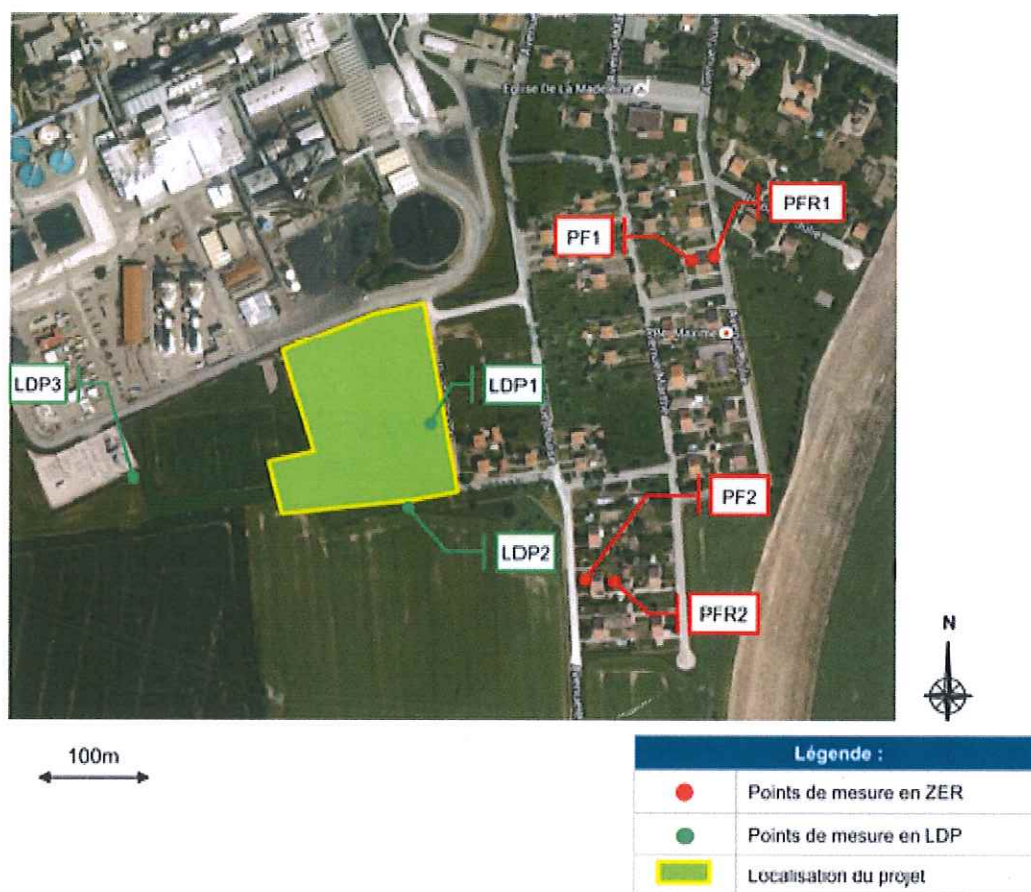 Eglise De La Madeleine
PFR1
PF1
LDP3
LDP1
PF2
LDP2
PFR2
N
100m
Légende :
Points de mesure en ZER
Points de mesure en LDP
Localisation du projet